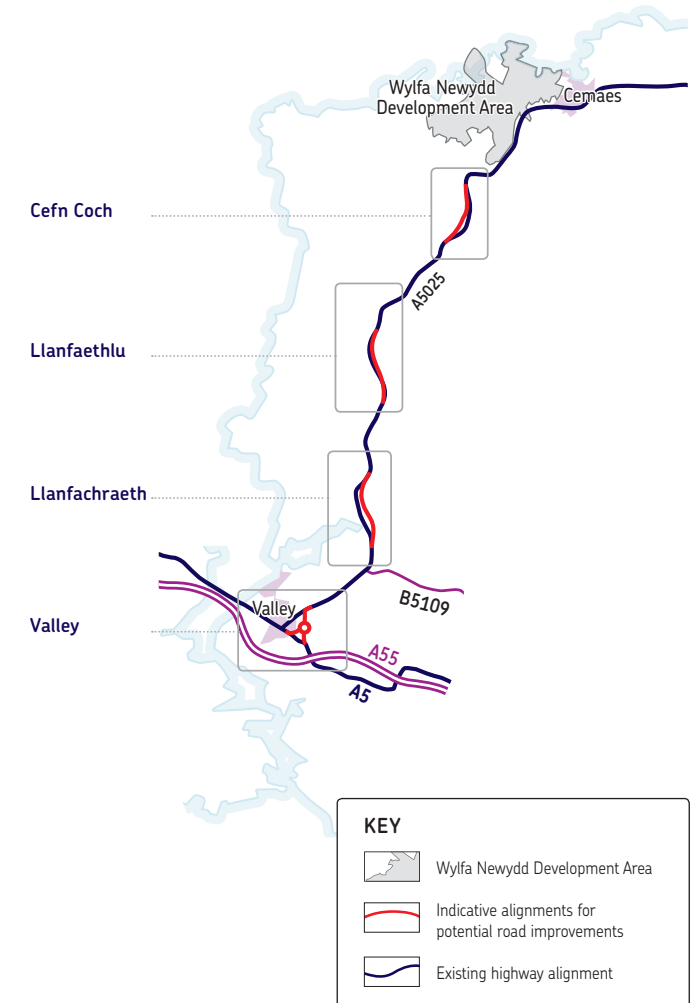 Wylfa Newydd
Development Area
Cemaes
Cefn Coch
A5025
Llanfaethlu
Llanfachraeth
B5109
Valley
Valley
A55
A5
KEY
Wylfa Newydd Development Area
Indicative alignments for
potential road improvements
Existing highway alignment